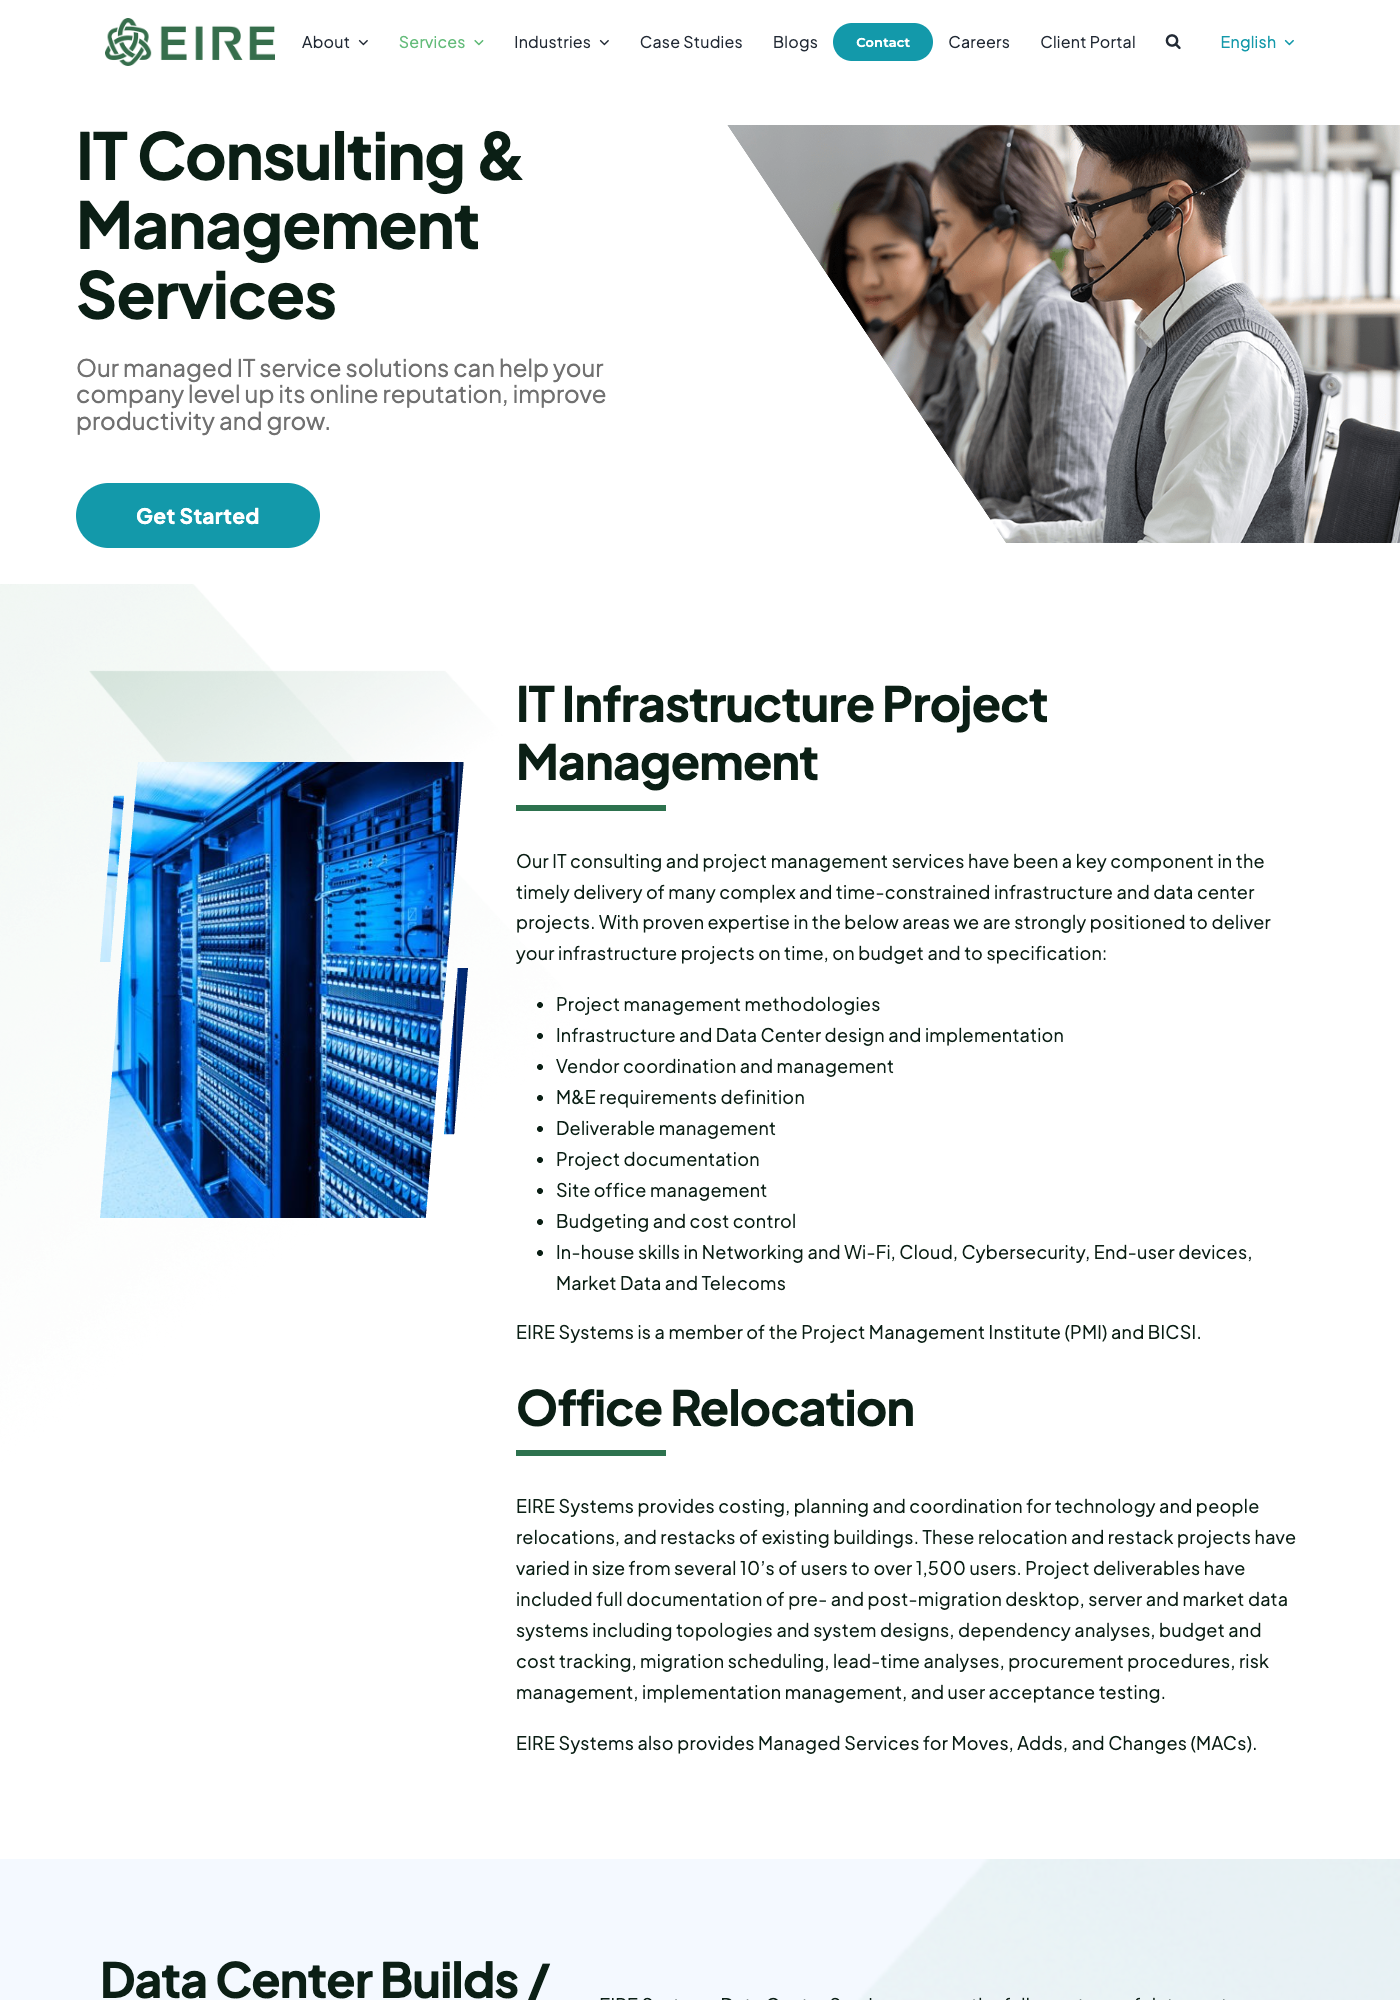 EIRE
About
Services
Industries
Case Studies
Blogs
Contact
Careers
Client Portal
English
IT Consulting &
Management
Services
Our managed IT service solutions can help your
company level up its online reputation, improve
productivity and grow.
Get Started
IT Infrastructure Project
Management
Our IT consulting and project management services have been a key component in the
timely delivery of many complex and time-constrained infrastructure and data center
projects. With proven expertise in the below areas we are strongly positioned to deliver
your infrastructure projects on time, on budget and to specification:
• Project management methodologies
• Infrastructure and Data Center design and implementation
• Vendor coordination and management
• M&E requirements definition
• Deliverable management
• Project documentation
• Site office management
• Budgeting and cost control
• In-house skills in Networking and Wi-Fi, Cloud, Cybersecurity, End-user devices,
Market Data and Telecoms
EIRE Systems is a member of the Project Management Institute (PMI) and BICSI.
Office Relocation
EIRE Systems provides costing, planning and coordination for technology and people
relocations, and restacks of existing buildings. These relocation and restack projects have
varied in size from several 10’s of users to over 1,500 users. Project deliverables have
included full documentation of pre- and post-migration desktop, server and market data
systems including topologies and system designs, dependency analyses, budget and
cost tracking, migration scheduling, lead-time analyses, procurement procedures, risk
management, implementation management, and user acceptance testing.
EIRE Systems also provides Managed Services for Moves, Adds, and Changes (MACs).
Data Center Builds /